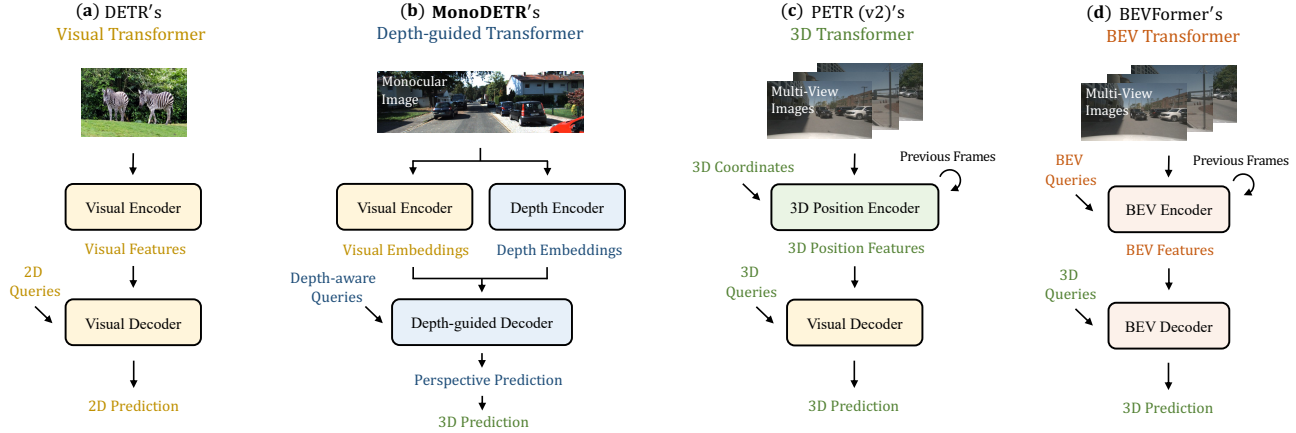 (a) DETR's
Visual Transformer
Visual Encoder
Visual Features
2D
Queries
Visual Decoder
2D Prediction
(b) MonoDETR's
Depth-guided Transformer
Monocular
Image
Visual Encoder
Depth Encoder
Visual Embeddings
Depth Embeddings
Depth-aware
Queries
Depth-guided Decoder
Perspective Prediction
3D Prediction
(c) PETR (v2)'s
3D Transformer
Multi-View
Images
Previous Frames
3D Coordinates
3D Position Encoder
3D Position Features
3D
Queries
Visual Decoder
3D Prediction
(d) BEVFormer's
BEV Transformer
Multi-View
Images
Previous Frames
BEV
Queries
BEV Encoder
BEV Features
3D
Queries
BEV Decoder
3D Prediction